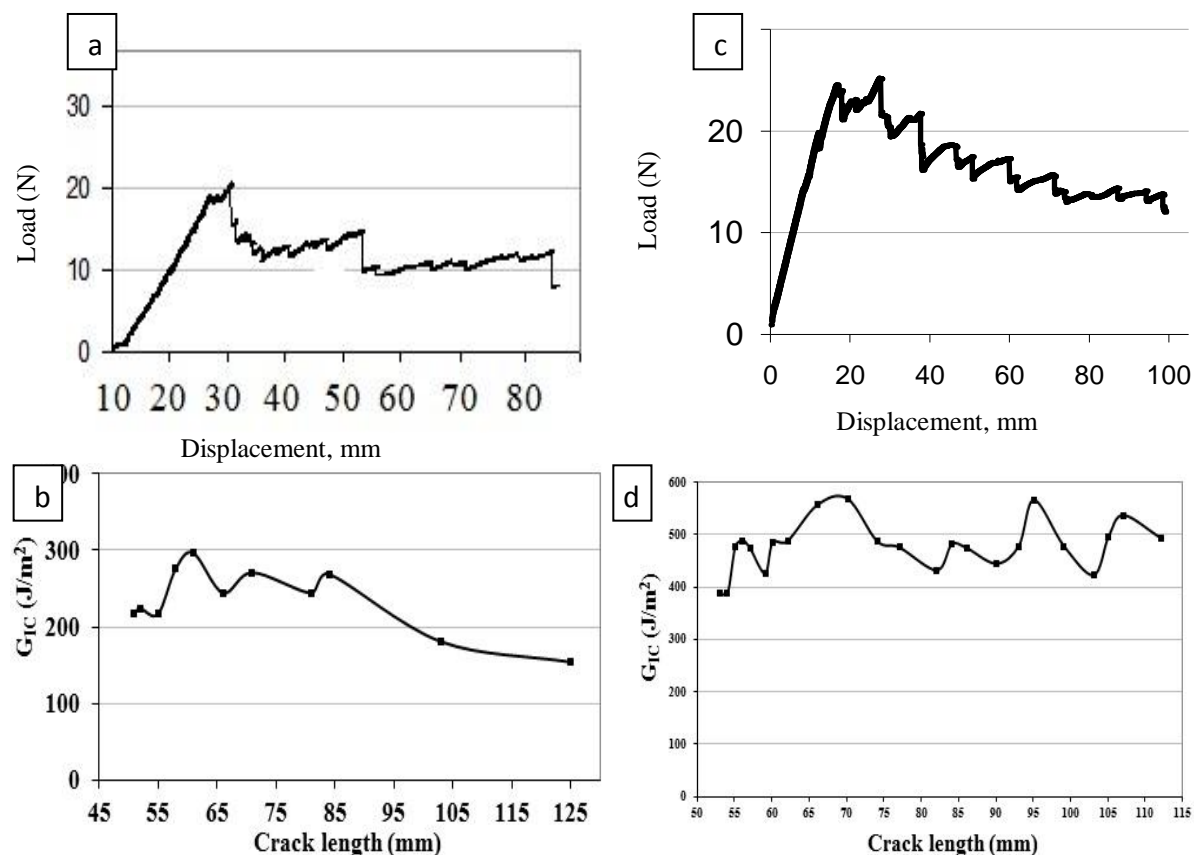 a
Load (N)
30
20
10
0
10 20 30 40 50 60 70 80
Displacement, mm
c
Load (N)
20
10
0
0 20 40 60 80 100
Displacement, mm
b
G_IC (J/m²)
300
200
100
0
45 55 65 75 85 95 105 115 125
Crack length (mm)
d
G_IC (J/m²)
600
500
400
300
200
100
0
50 55 60 65 70 75 80 85 90 95 100 105 110 115
Crack length (mm)